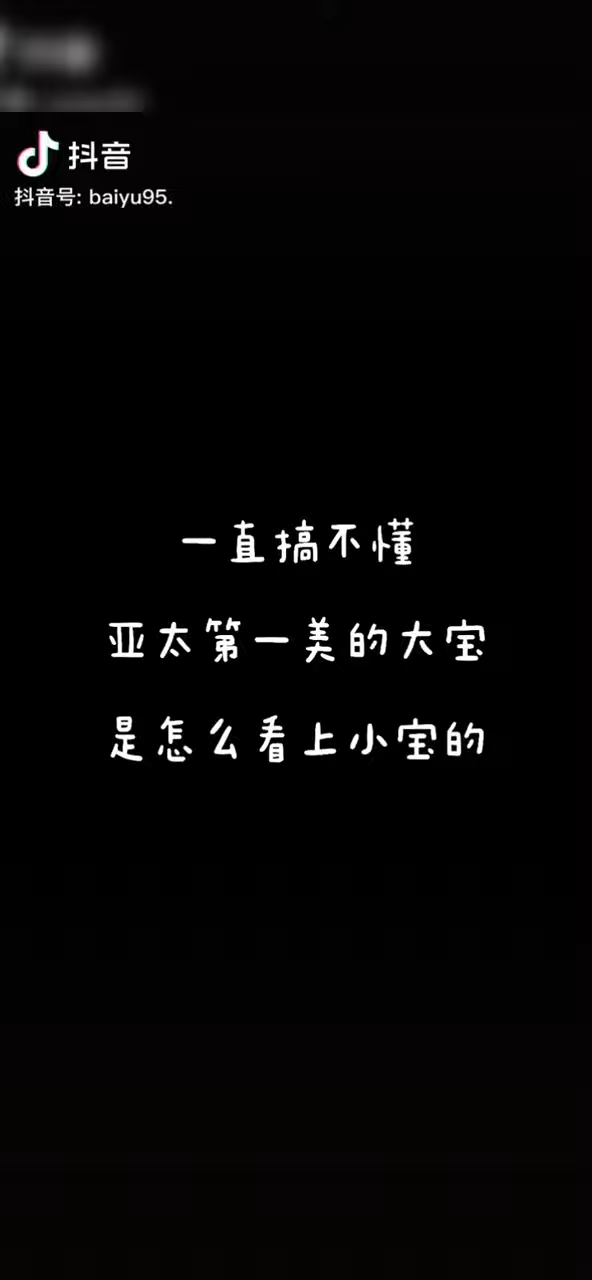 抖音
抖音号: baiyu95.
一直搞不懂
亚太第一美的大宝
是怎么看上小宝的